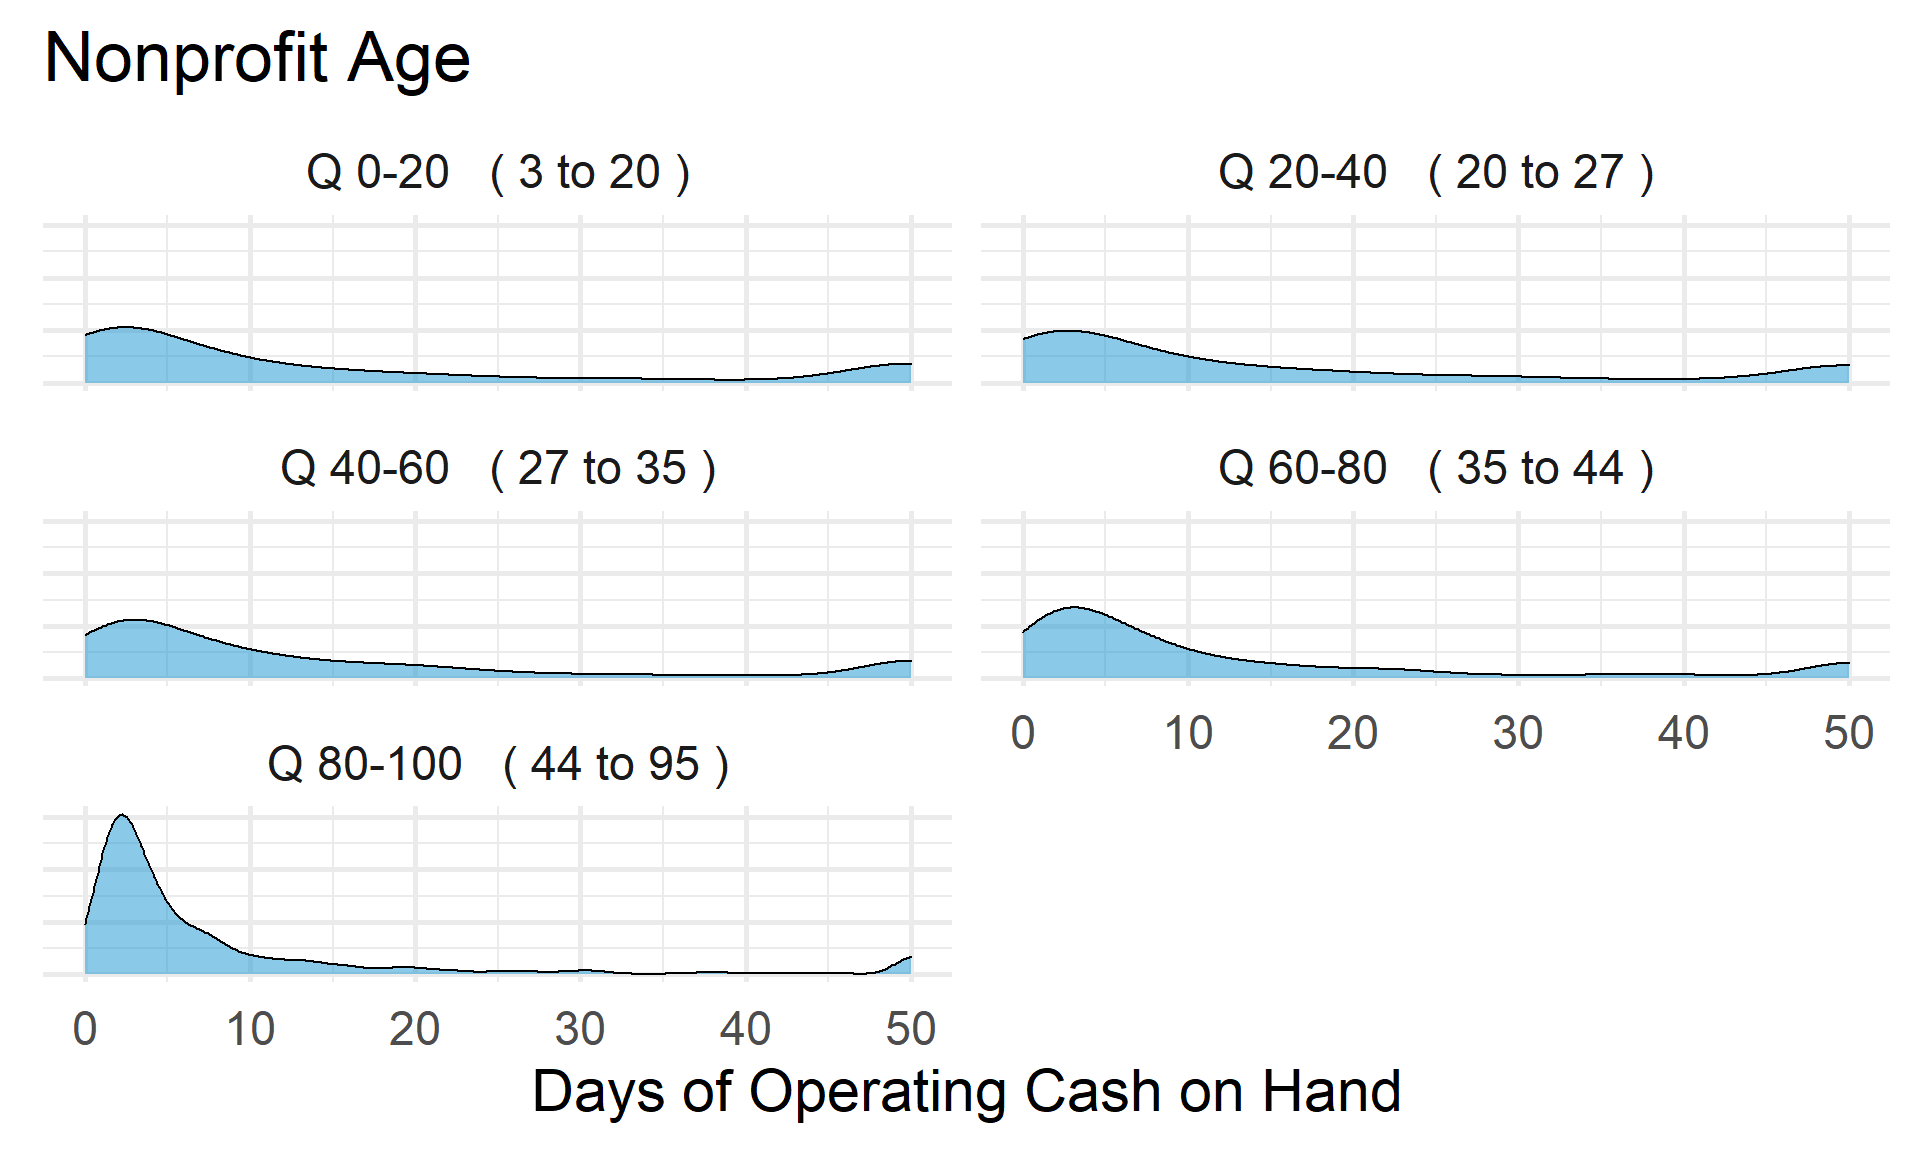 Nonprofit Age
Q 0-20 ( 3 to 20 )
Q 20-40 ( 20 to 27 )
Q 40-60 ( 27 to 35 )
Q 60-80 ( 35 to 44 )
0 10 20 30 40 50
Q 80-100 ( 44 to 95 )
0 10 20 30 40 50
Days of Operating Cash on Hand